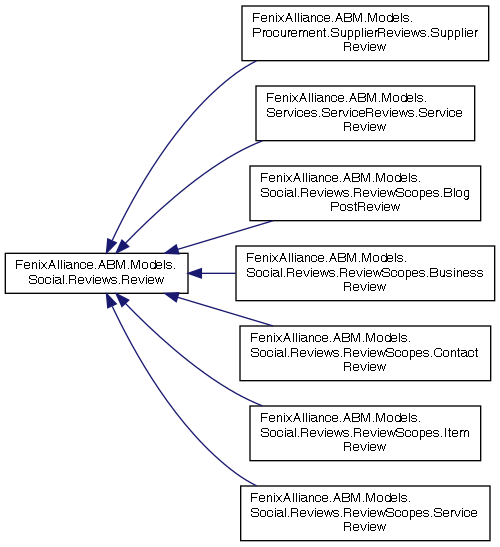 FenixAlliance.ABM.Models.
Procurement.SupplierReviews.Supplier
Review
FenixAlliance.ABM.Models.
Services.ServiceReviews.Service
Review
FenixAlliance.ABM.Models.
Social.Reviews.ReviewScopes.Blog
PostReview
FenixAlliance.ABM.Models.
Social.Reviews.Review
FenixAlliance.ABM.Models.
Social.Reviews.ReviewScopes.Business
Review
FenixAlliance.ABM.Models.
Social.Reviews.ReviewScopes.Contact
Review
FenixAlliance.ABM.Models.
Social.Reviews.ReviewScopes.Item
Review
FenixAlliance.ABM.Models.
Social.Reviews.ReviewScopes.Service
Review